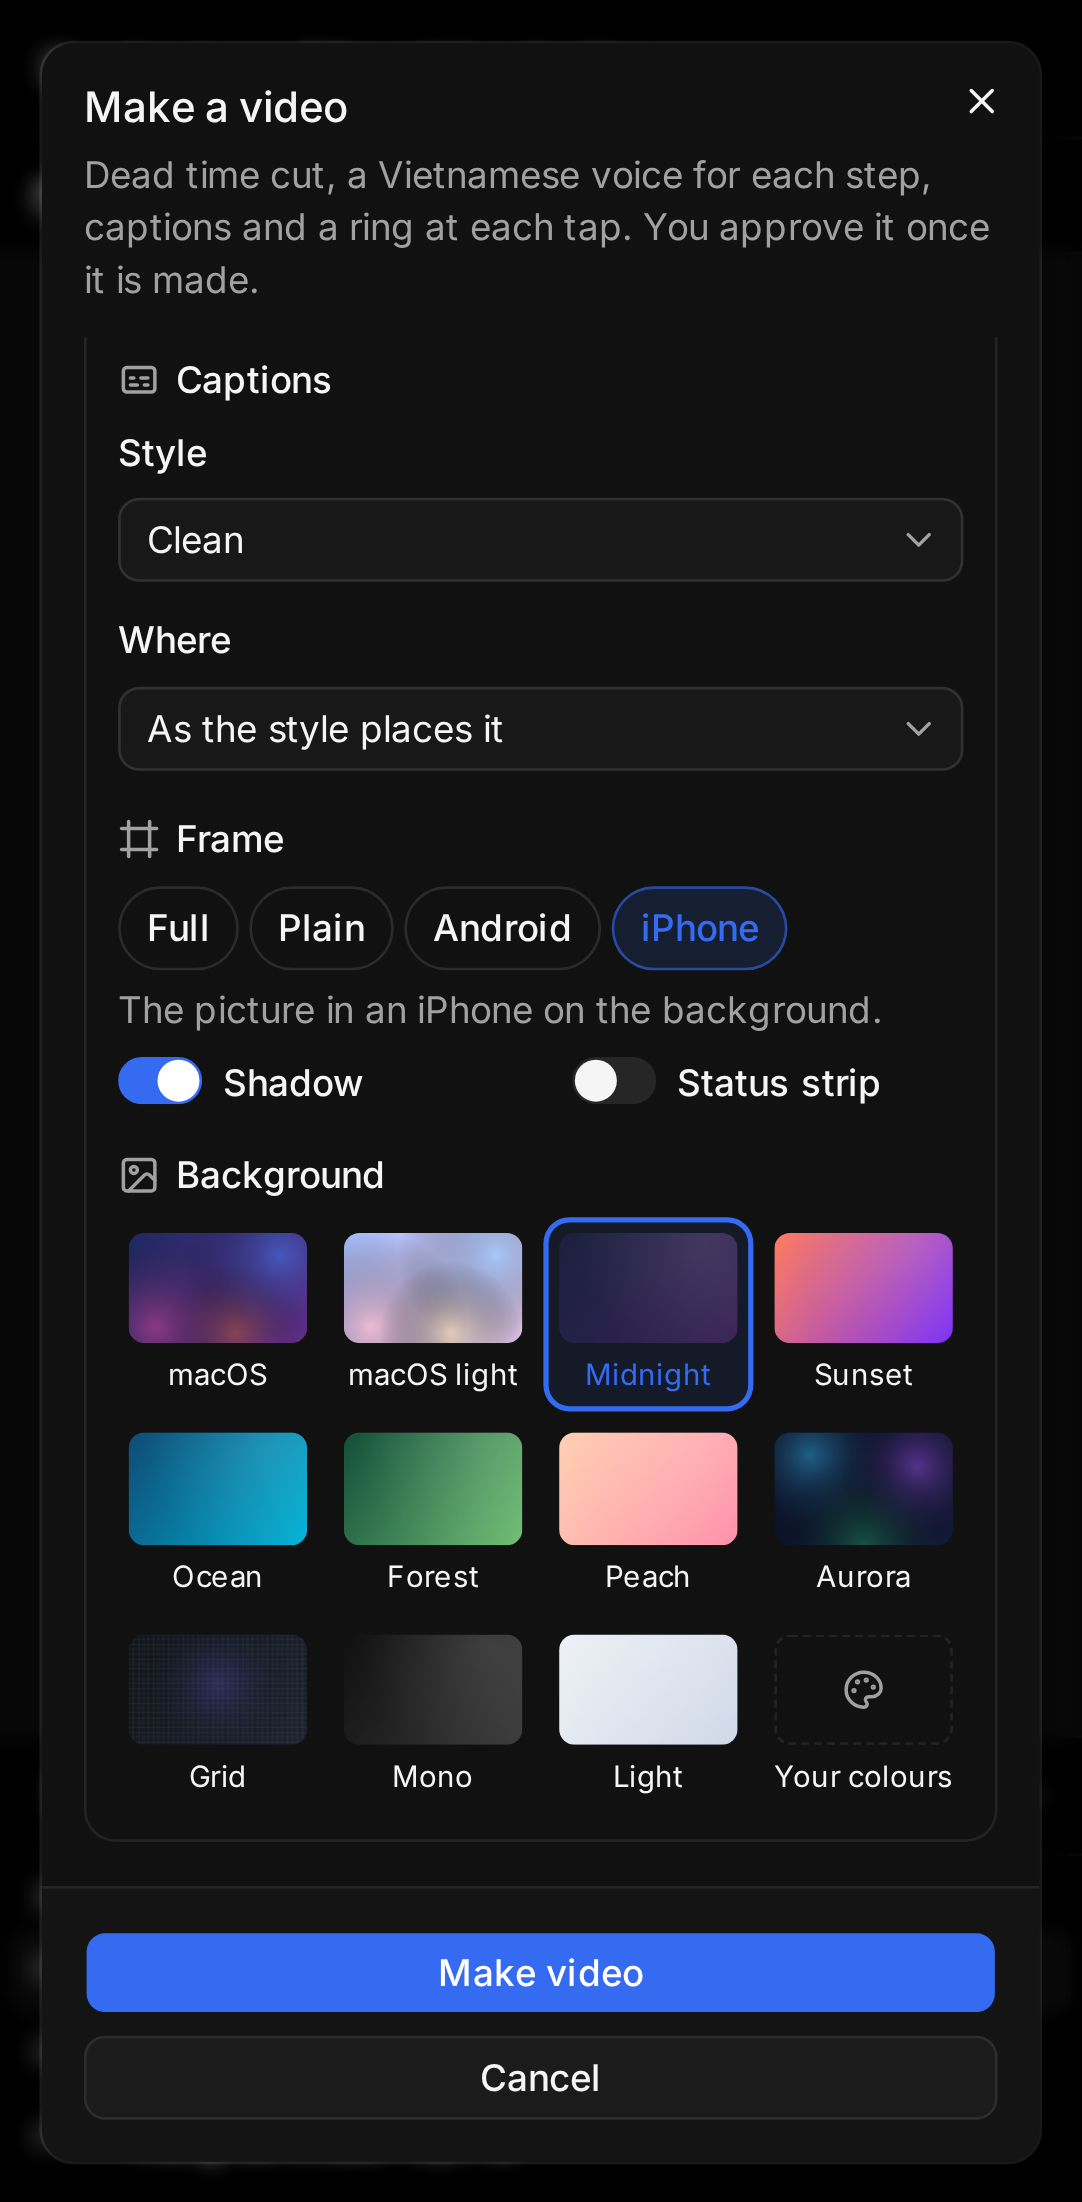 Make a video
Dead time cut, a Vietnamese voice for each step,
captions and a ring at each tap. You approve it once
it is made.
Captions
Style
Clean
Where
As the style places it
Frame
Full Plain Android iPhone
The picture in an iPhone on the background.
Shadow Status strip
Background
macOS macOS light Midnight Sunset
Ocean Forest Peach Aurora
Grid Mono Light Your colours
Make video
Cancel